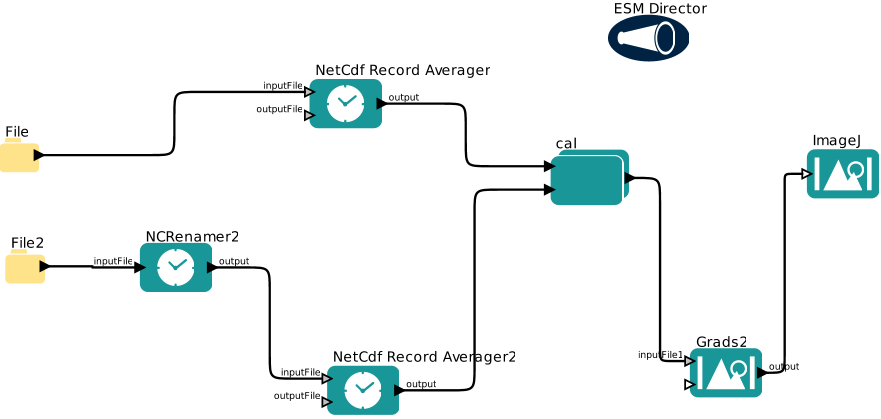 ESM Director
NetCdf Record Averager
inputFile
outputFile
output
File
cal
ImageJ
File2
NCRenamer2
inputFile
output
NetCdf Record Averager2
inputFile
outputFile
output
Grads2
inputFile1
output